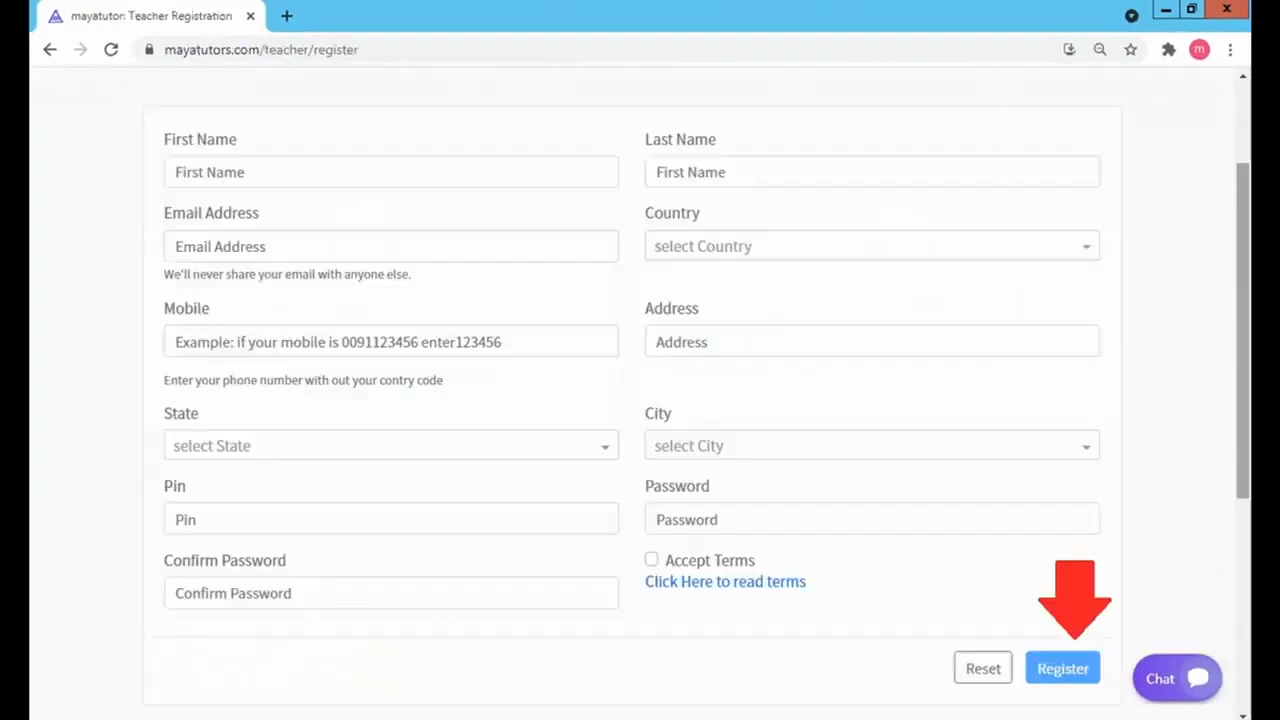 mayatutor: Teacher Registration
mayatutors.com/teacher/register
m
First Name
Last Name
First Name
First Name
Email Address
Country
Email Address
select Country
We'll never share your email with anyone else.
Mobile
Address
Example: if your mobile is 0091123456 enter123456
Address
Enter your phone number with out your contry code
State
City
select State
select City
Pin
Password
Pin
Password
Confirm Password
Accept Terms
Click Here to read terms
Confirm Password
Reset
Register
Chat